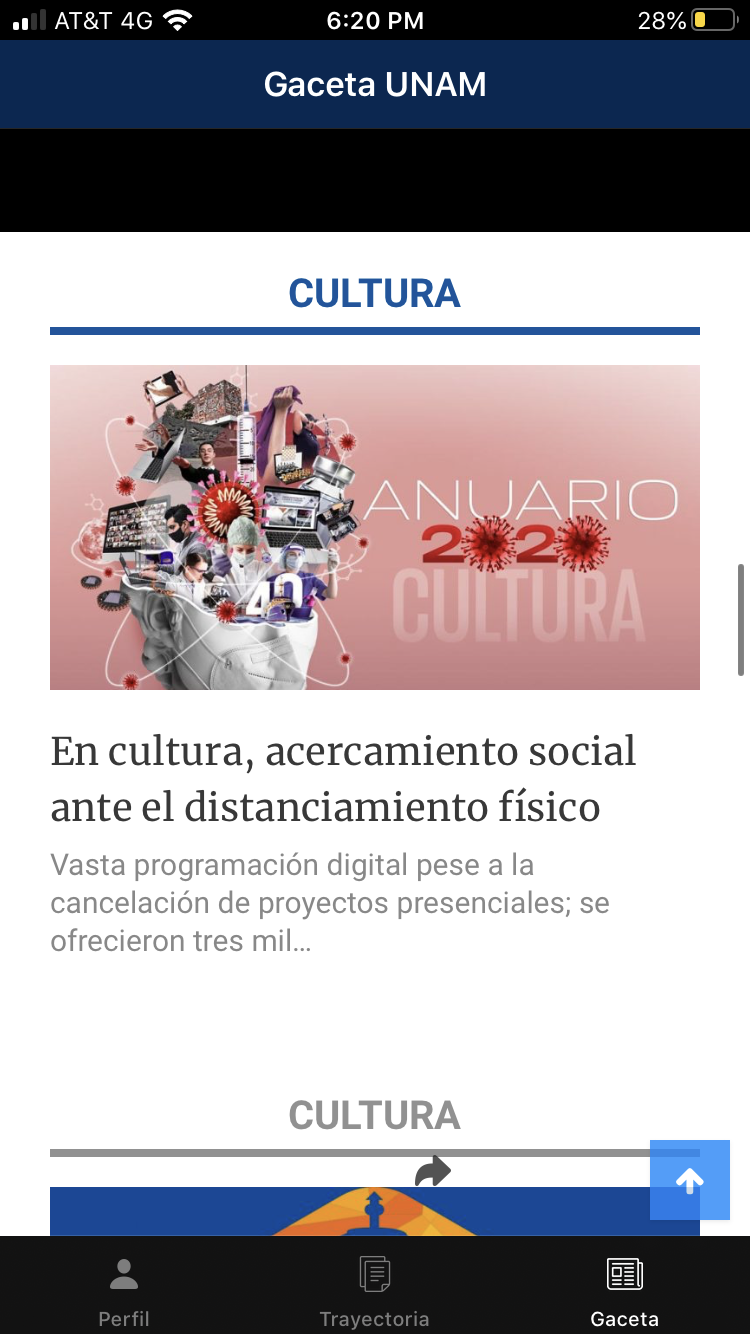 AT&T 4G 6:20 PM 28%
Gaceta UNAM
CULTURA
ANUARIO
2020
CULTURA
40
En cultura, acercamiento social
ante el distanciamiento físico
Vasta programación digital pese a la
cancelación de proyectos presenciales; se
ofrecieron tres mil...
CULTURA
Perfil Trayectoria Gaceta